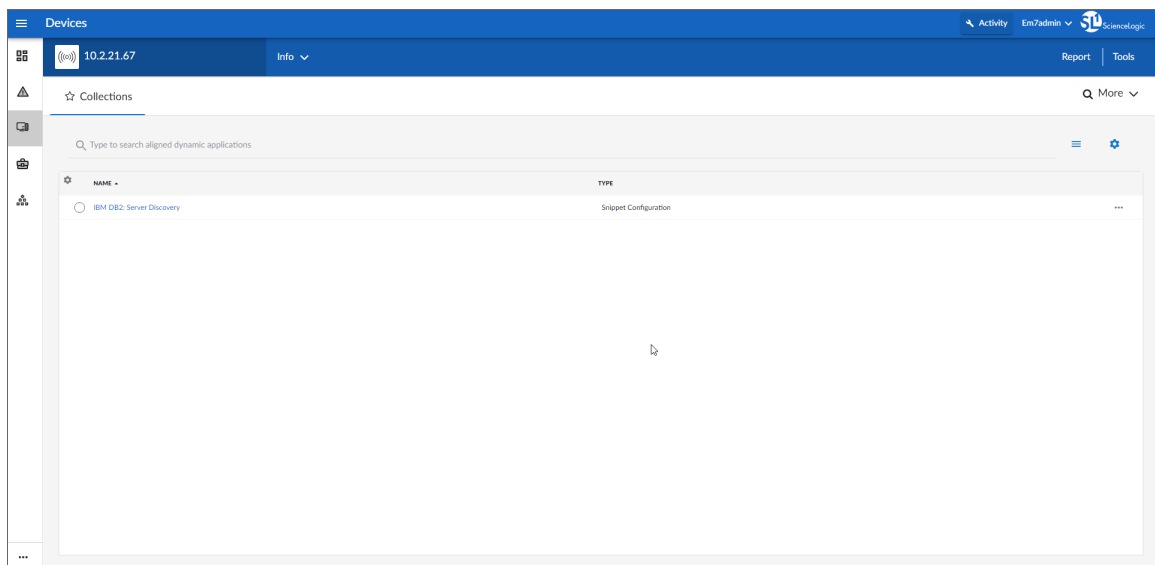 Devices
Activity Em7admin SL1 ScienceLogic
10.2.21.67 Info Report Tools
Collections More
Type to search aligned dynamic applications
NAME TYPE
IBM DB2: Server Discovery Snippet Configuration